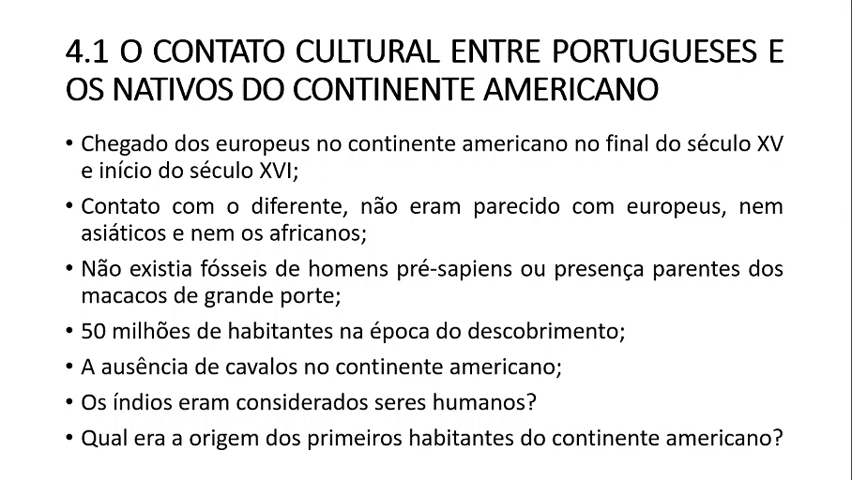 4.1 O CONTATO CULTURAL ENTRE PORTUGUESES E
OS NATIVOS DO CONTINENTE AMERICANO
• Chegado dos europeus no continente americano no final do século XV
e início do século XVI;
• Contato com o diferente, não eram parecido com europeus, nem
asiáticos e nem os africanos;
• Não existia fósseis de homens pré-sapiens ou presença parentes dos
macacos de grande porte;
• 50 milhões de habitantes na época do descobrimento;
• A ausência de cavalos no continente americano;
• Os índios eram considerados seres humanos?
• Qual era a origem dos primeiros habitantes do continente americano?